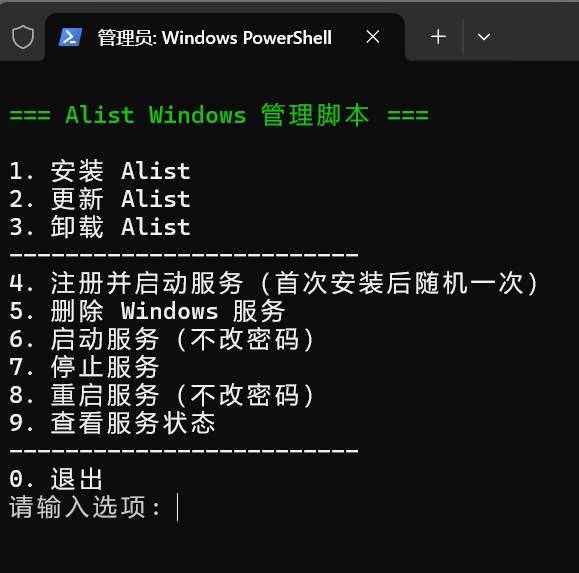 管理员: Windows PowerShell
=== Alist Windows 管理脚本 ===
1. 安装 Alist
2. 更新 Alist
3. 卸载 Alist
-------------------------
4. 注册并启动服务（首次安装后随机一次）
5. 删除 Windows 服务
6. 启动服务（不改密码）
7. 停止服务
8. 重启服务（不改密码）
9. 查看服务状态
-------------------------
0. 退出
请输入选项: